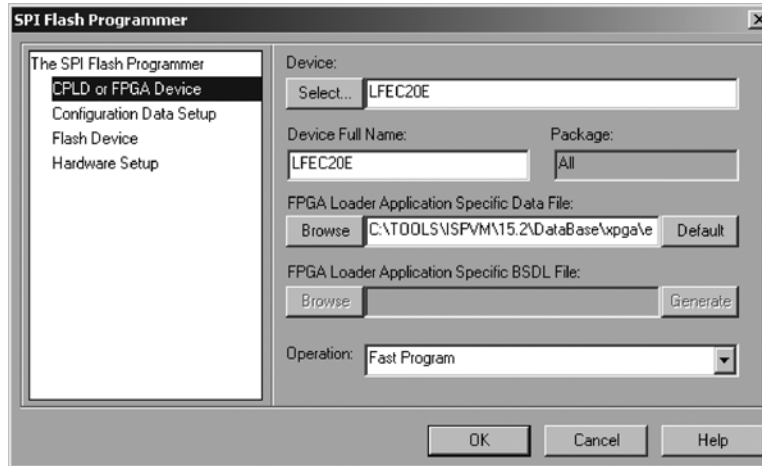 SPI Flash Programmer
The SPI Flash Programmer
CPLD or FPGA Device
Configuration Data Setup
Flash Device
Hardware Setup
Device:
Select... LFEC20E
Device Full Name: Package:
LFEC20E All
FPGA Loader Application Specific Data File:
Browse C:\TOOLS\ISPVM\15.2\DataBase\xpga\e Default
FPGA Loader Application Specific BSDL File:
Browse Generate
Operation: Fast Program
OK Cancel Help